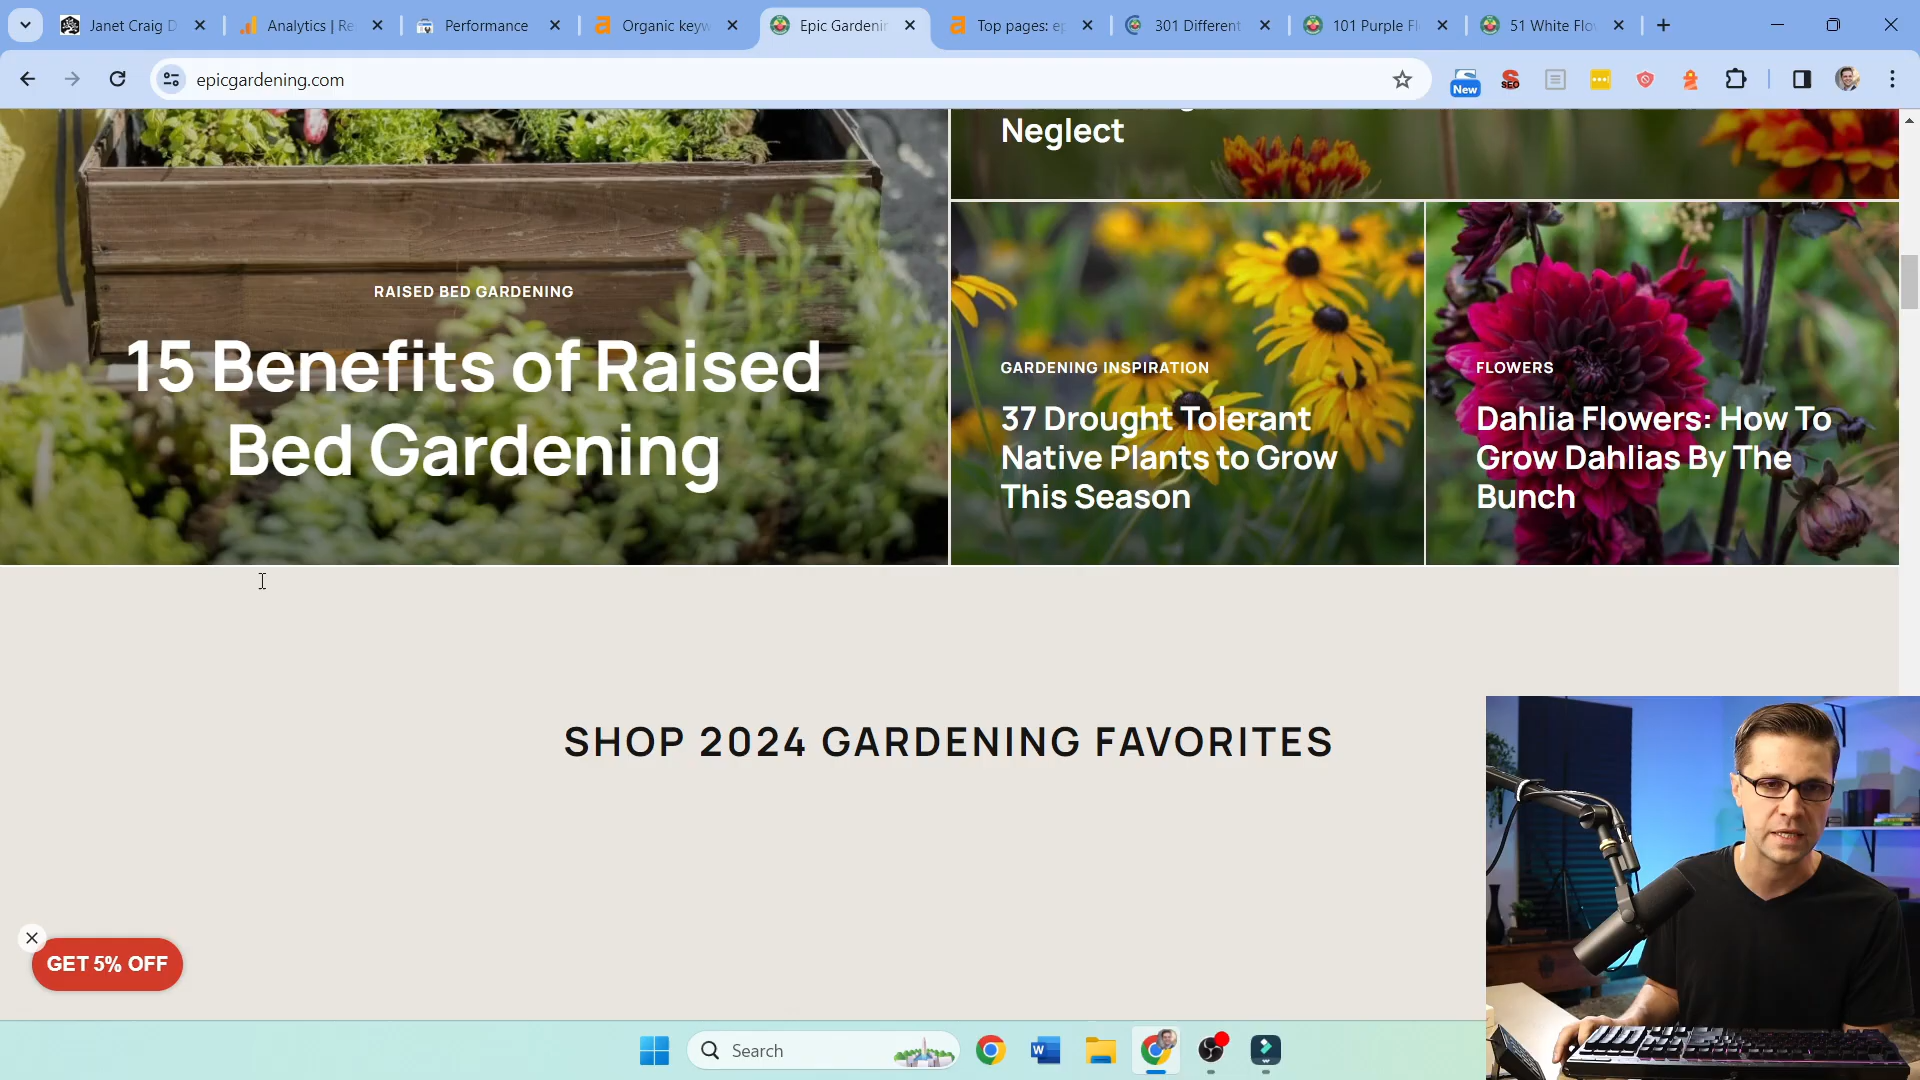 Janet Craig D
Analytics | Re
Performance
Organic keyw
Epic Gardenin
Top pages: ep
301 Different
101 Purple Fl
51 White Flo
epicgardening.com
New
SEO
Neglect
RAISED BED GARDENING
15 Benefits of Raised
Bed Gardening
GARDENING INSPIRATION
37 Drought Tolerant
Native Plants to Grow
This Season
FLOWERS
Dahlia Flowers: How To
Grow Dahlias By The
Bunch
SHOP 2024 GARDENING FAVORITES
GET 5% OFF
Search